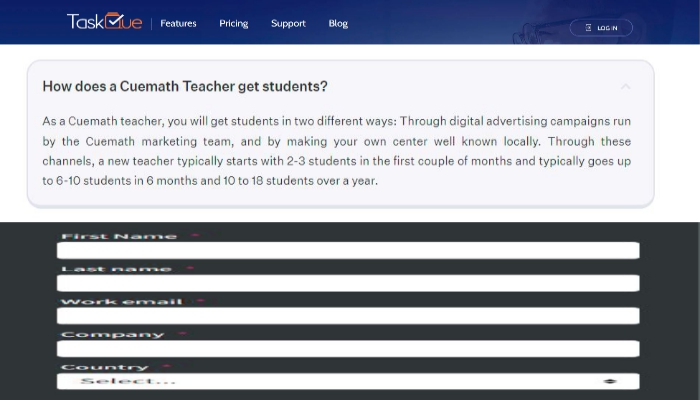 TaskQue Features Pricing Support Blog LOG IN
How does a Cuemath Teacher get students?
As a Cuemath teacher, you will get students in two different ways: Through digital advertising campaigns run
by the Cuemath marketing team, and by making your own center well known locally. Through these
channels, a new teacher typically starts with 2-3 students in the first couple of months and typically goes up
to 6-10 students in 6 months and 10 to 18 students over a year.
First Name *
Last name *
Work email *
Company *
Country *
Select...